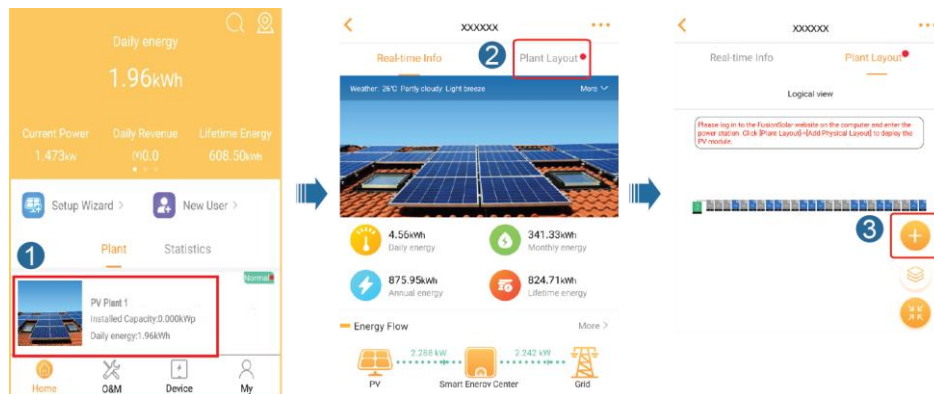 Daily energy
1.96kWh
Current Power Daily Revenue Lifetime Energy
1.473kw (¥)0.0 608.50kWh
Setup Wizard > New User >
1
Plant Statistics
Normal
PV Plant 1
Installed Capacity:0.000kWp
Daily energy:1.96kWh
Home O&M Device My
xxxxxx
Real-time Info 2 Plant Layout
Weather: 26°C Partly cloudy Light breeze More
4.56kWh 341.33kWh
Daily energy Monthly energy
875.95kWh 824.71kWh
Annual energy Lifetime energy
Energy Flow More >
2.288 kW 2.242 kW
PV Smart Energy Center Grid
xxxxxx
Real-time Info Plant Layout
Logical view
Please log in to the FusionSolar website on the computer and enter the
power station. Click [Plant Layout]>[Add Physical Layout] to deploy the
PV module.
3